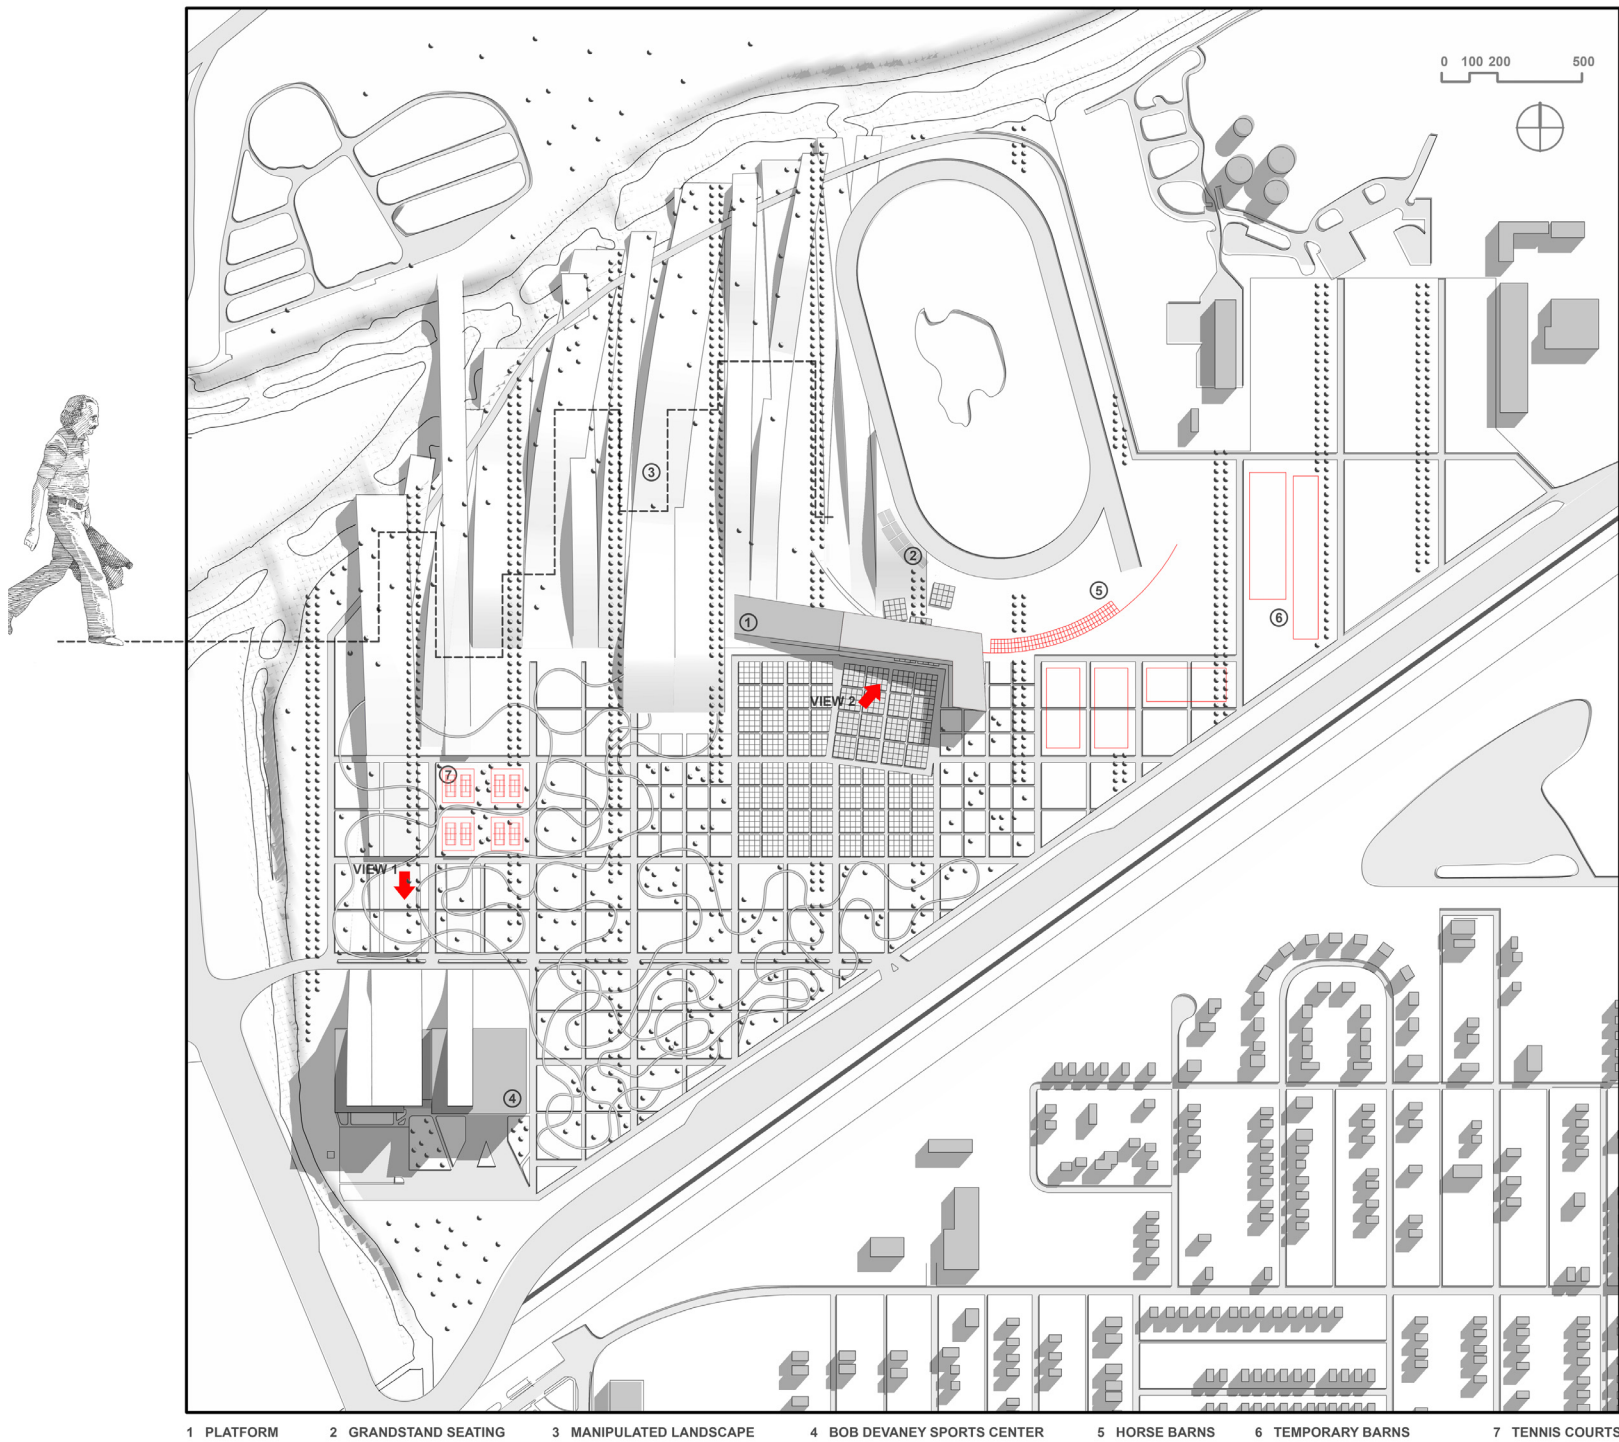 0 100 200 500
3
2
5
1
6
VIEW 2
7
VIEW 1
4
1 PLATFORM 2 GRANDSTAND SEATING 3 MANIPULATED LANDSCAPE 4 BOB DEVANEY SPORTS CENTER 5 HORSE BARNS 6 TEMPORARY BARNS 7 TENNIS COURTS